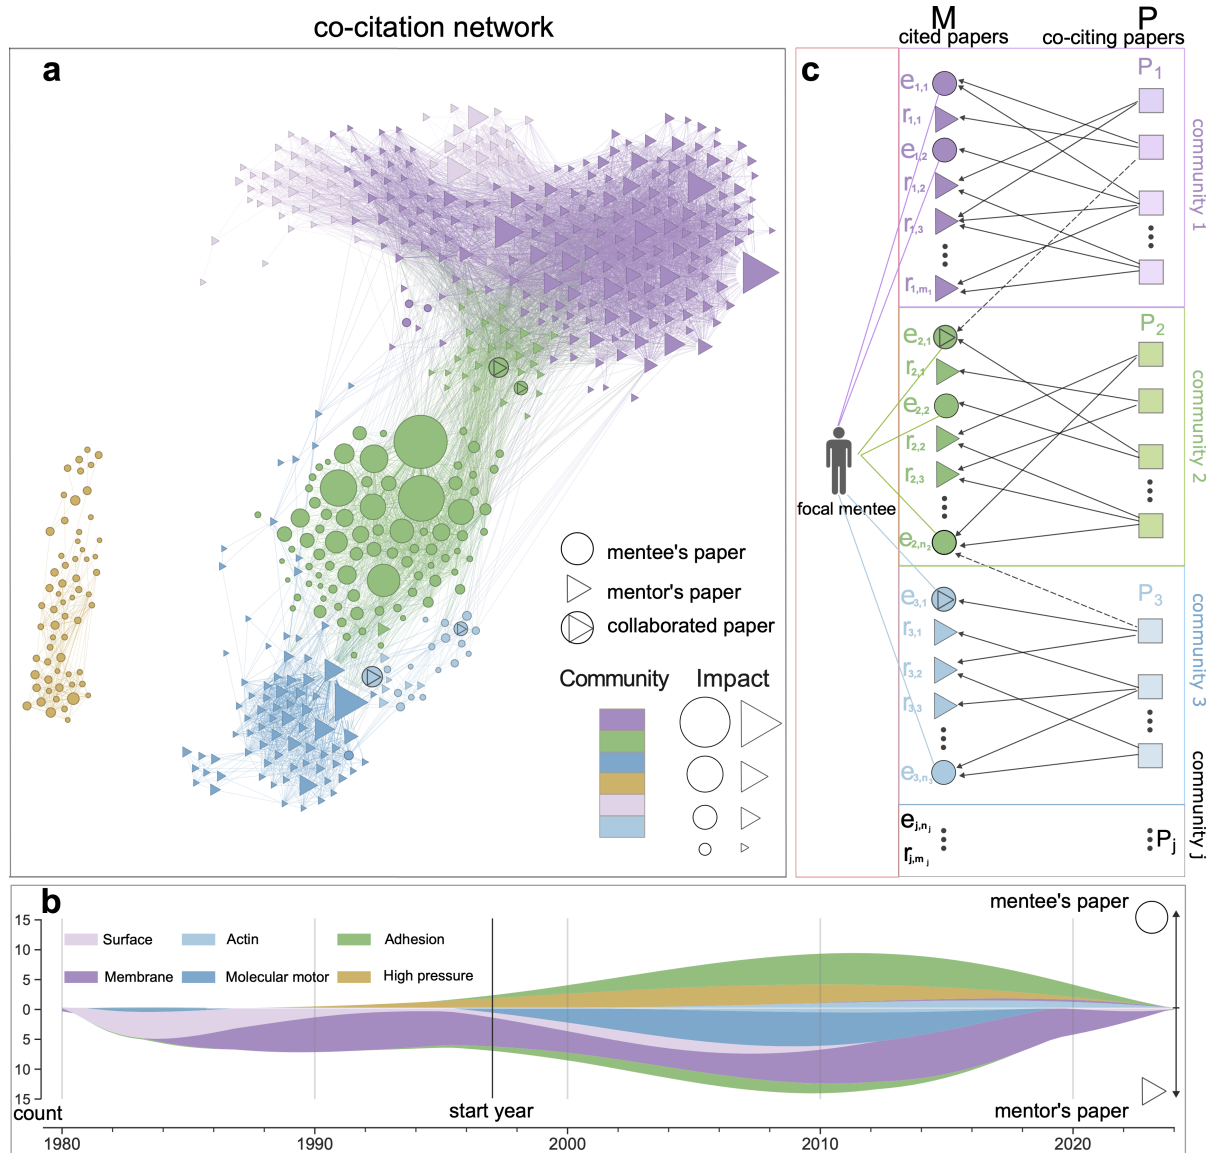 co-citation network
a
mentee's paper
mentor's paper
collaborated paper
Community
Impact
c
M
P
cited papers
co-citing papers
e1,1
r1,1
e1,2
r1,2
r1,3
r1,m1
P1
community 1
e2,1
r2,1
e2,2
r2,2
r2,3
e2,n2
P2
community 2
focal mentee
e3,1
r3,1
r3,2
r3,3
e3,n3
P3
community 3
ej,nj
rj,mj
Pj
community j
b
mentee's paper
15
10
5
0
5
10
15
Surface
Actin
Adhesion
Membrane
Molecular motor
High pressure
count
start year
mentor's paper
1980
1990
2000
2010
2020